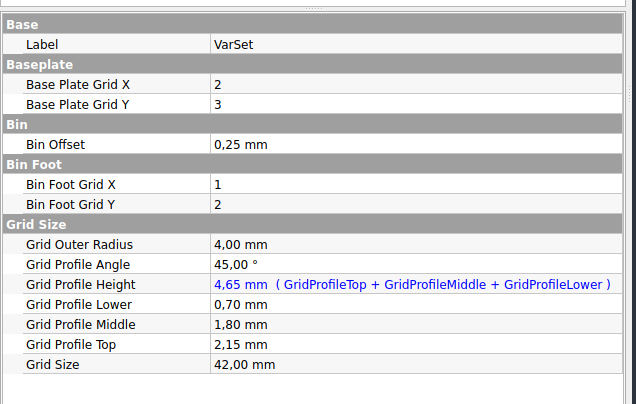 Base
Label VarSet
Baseplate
Base Plate Grid X 2
Base Plate Grid Y 3
Bin
Bin Offset 0,25 mm
Bin Foot
Bin Foot Grid X 1
Bin Foot Grid Y 2
Grid Size
Grid Outer Radius 4,00 mm
Grid Profile Angle 45,00 °
Grid Profile Height 4,65 mm ( GridProfileTop + GridProfileMiddle + GridProfileLower )
Grid Profile Lower 0,70 mm
Grid Profile Middle 1,80 mm
Grid Profile Top 2,15 mm
Grid Size 42,00 mm